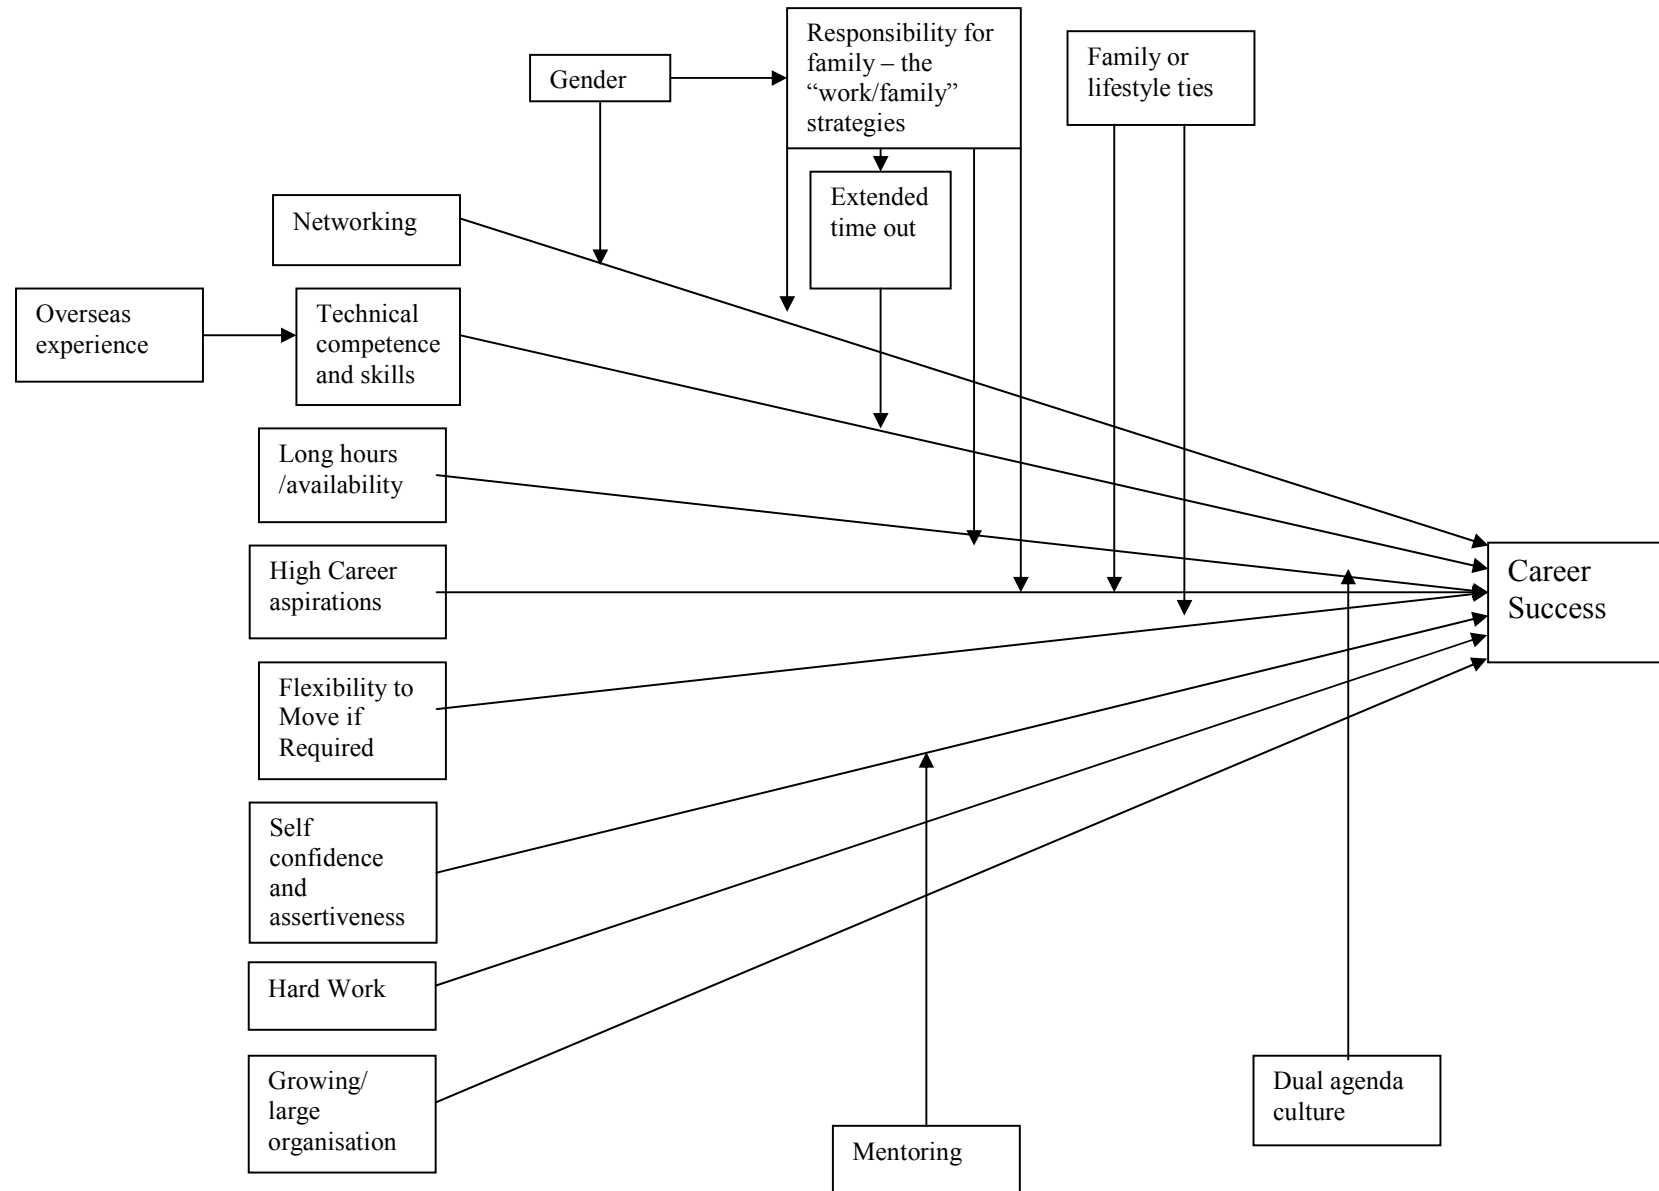 Responsibility for
family – the
“work/family”
strategies
Family or
lifestyle ties
Gender
Extended
time out
Networking
Overseas
experience
Technical
competence
and skills
Long hours
/availability
High Career
aspirations
Career
Success
Flexibility to
Move if
Required
Self
confidence
and
assertiveness
Hard Work
Growing/
large
organisation
Dual agenda
culture
Mentoring